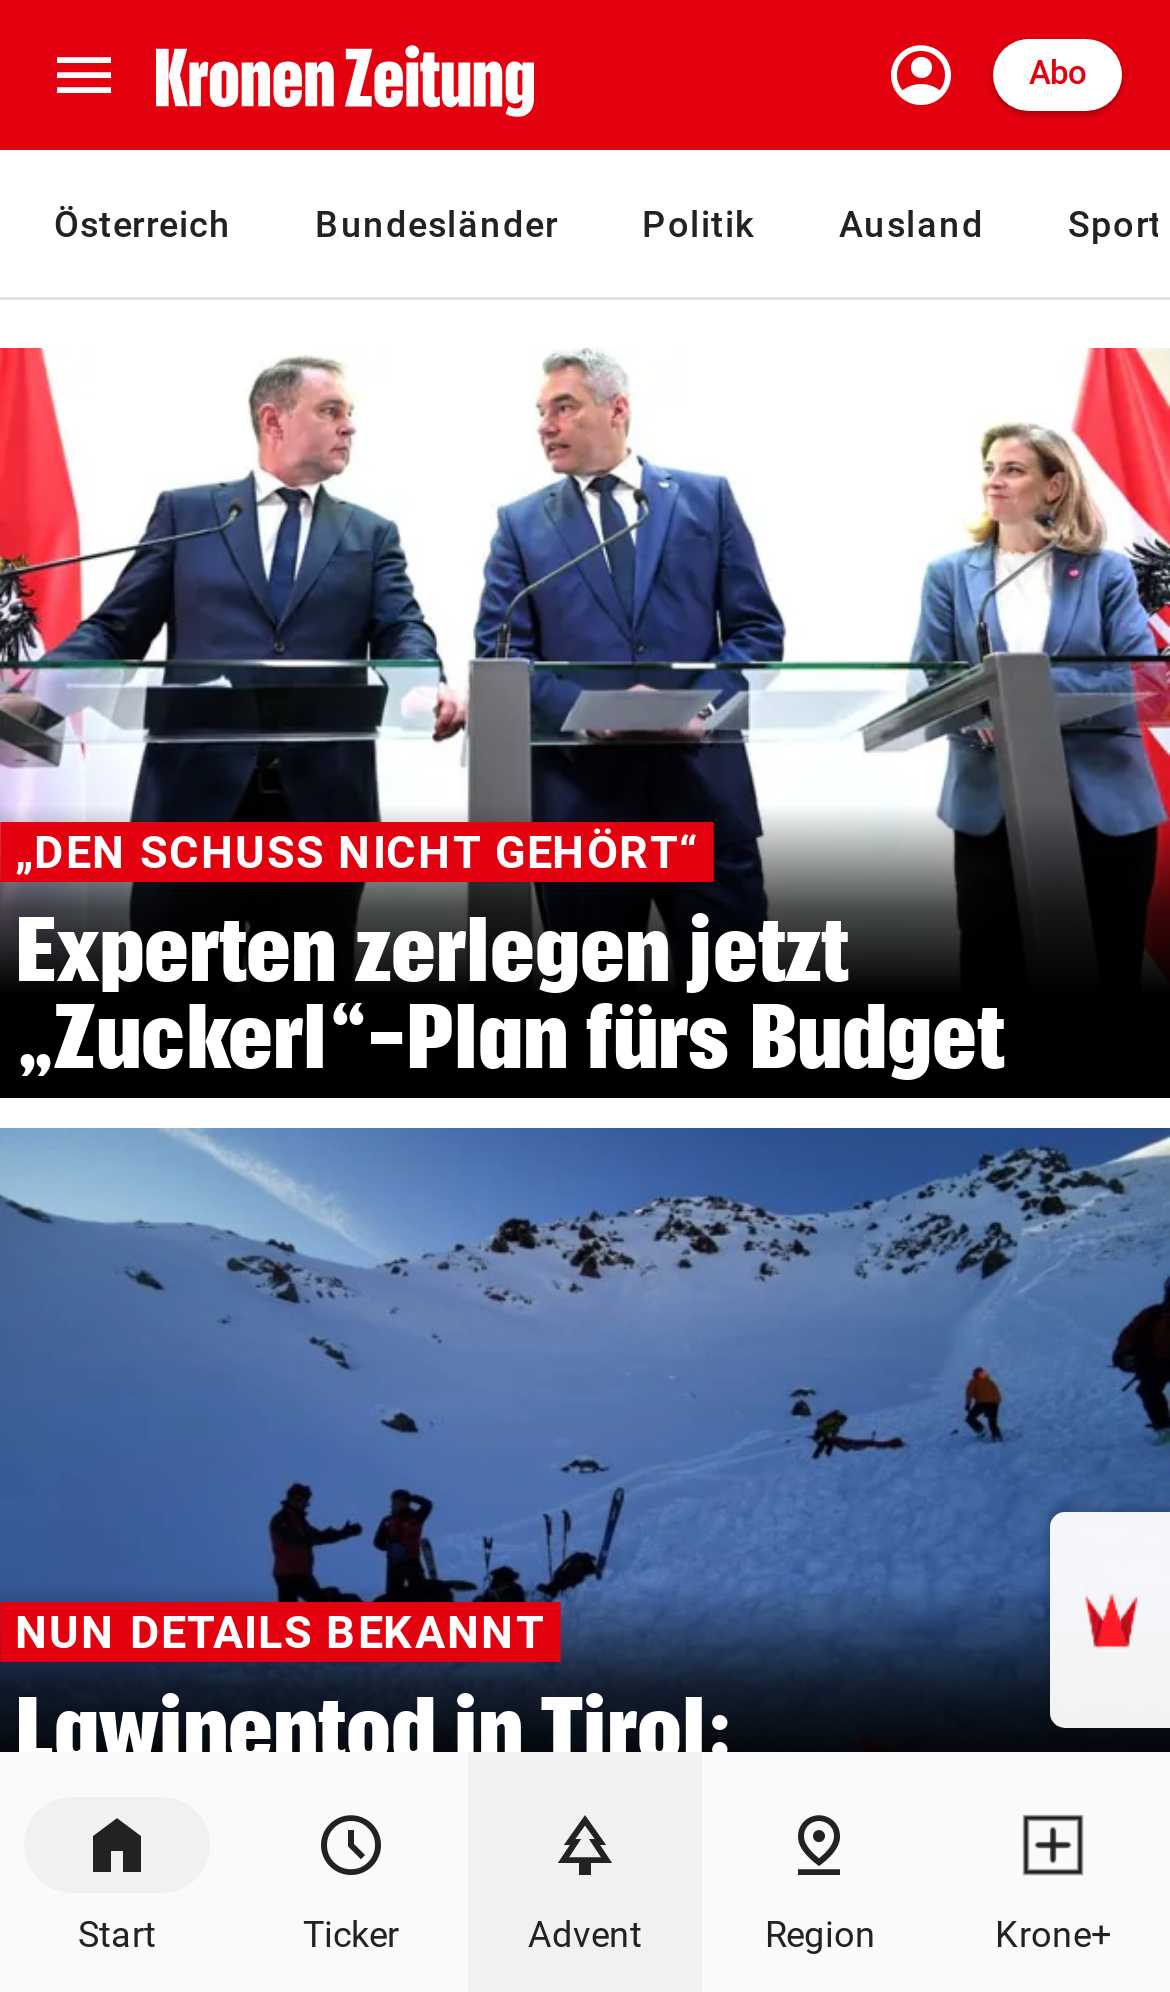 Kronen Zeitung
Abo
Österreich Bundesländer Politik Ausland Sport
„DEN SCHUSS NICHT GEHÖRT“
Experten zerlegen jetzt
„Zuckerl“-Plan fürs Budget
NUN DETAILS BEKANNT
Lawinentod in Tirol:
Start Ticker Advent Region Krone+